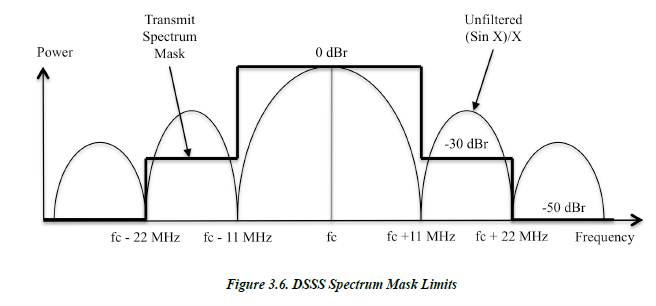 Transmit
Spectrum
Mask
Unfiltered
(Sin X)/X
Power
0 dBr
-30 dBr
-50 dBr
fc - 22 MHz
fc - 11 MHz
fc
fc +11 MHz
fc + 22 MHz
Frequency
Figure 3.6. DSSS Spectrum Mask Limits